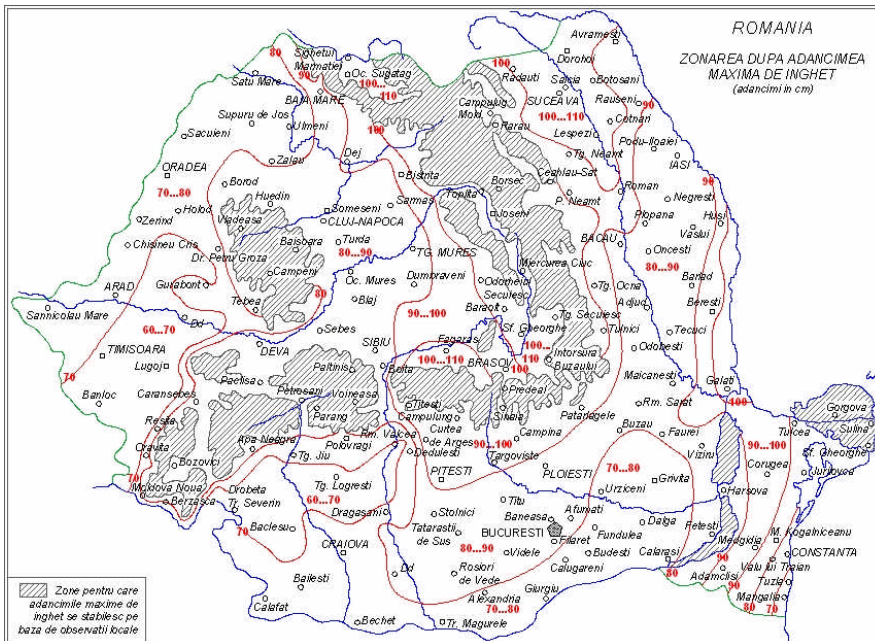 ROMANIA
ZONAREA DUPA ADANCIMEA
MAXIMA DE INGHET
(adancimi in cm)
Avramesti
Dorohoi
80
Sighetul
Marmatiei
90
Oc. Sugatag
100...
110
100
Radauti
Salcia
Botosani
Satu Mare
BAIA MARE
SUCEAVA
Rauseni
90
Campulug
Mold.
100...110
Cotnari
Supuru de Jos
Ulmeni
100
Rarau
Lespezi
Podu-Iloaiei
Sacuieni
IASI
Zalau
Dej
Tg. Neamt
ORADEA
Bistrita
Ceahlau-Sat
70...80
Borod
Borsec
Roman
90
Huedin
Toplita
P. Neamt
Negresti
Holod
Someseni
Sarmas
Zerind
Vladeasa
CLUJ-NAPOCA
Joseni
Plopana
Husi
Vaslui
Chisineu Cris
Baisoara
Turda
BACAU
Dr. Petru Groza
80...90
TG. MURES
Oncesti
Miercurea Ciuc
80...90
Campeni
Oc. Mures
Dumbraveni
Odorheiu
Secuiesc
Tg. Ocna
Barlad
Gurabont
80
ARAD
Tebea
Blaj
Baraolt
Adjud
Beresti
Sannicolau Mare
90...100
60...70
Dd
Sebes
Tg. Secuiesc
Tulnici
Tecuci
Sf. Gheorghe
Fagaras
100...
110
TIMISOARA
DEVA
SIBIU
100...110
Intorsura
Buzaului
Odobesti
Lugoj
BRASOV
100
Paltinis
Boita
70
Paclisa
Predeal
Maicanesti
Caransebes
Petrosani
Voineasa
Galati
Banloc
100
Titesti
Parang
Campulung
Sinaia
Patarlagele
Rm. Sarat
Gorgova
Resita
Rm. Valcea
Curtea
de Arges
Campina
Buzau
Tulcea
Sulina
Apa Neagra
Polovragi
90...100
Faurei
90...100
Oravita
Dedulesti
Viziru
Sf. Gheorghe
Bozovici
Tg. Jiu
Targoviste
70...80
Corugea
Jurilovca
70
PITESTI
PLOIESTI
Moldova Noua
Tg. Logresti
Grivita
Drobeta
Tr. Severin
60...70
Titu
Urziceni
Harsova
Berzasca
Dragasani
Stolnici
Baneasa
Afumati
70
Baclesu
Tatarastii
de Sus
BUCURESTI
Dalga
Fetesti
M. Kogalniceanu
Fundulea
Medgidia
CRAIOVA
80...90
Filaret
Videle
Budesti
Calarasi
CONSTANTA
90
Calugareni
80
Valu lui Traian
Dd
Rosiori
de Vede
Adamclisi
Bailesti
90
Tuzla
Alexandria
Giurgiu
Calafat
70...80
Mangalia
80
70
Bechet
Tr. Magurele
Zone pentru care
adancimile maxime de
inghet se stabilesc pe
baza de observatii locale